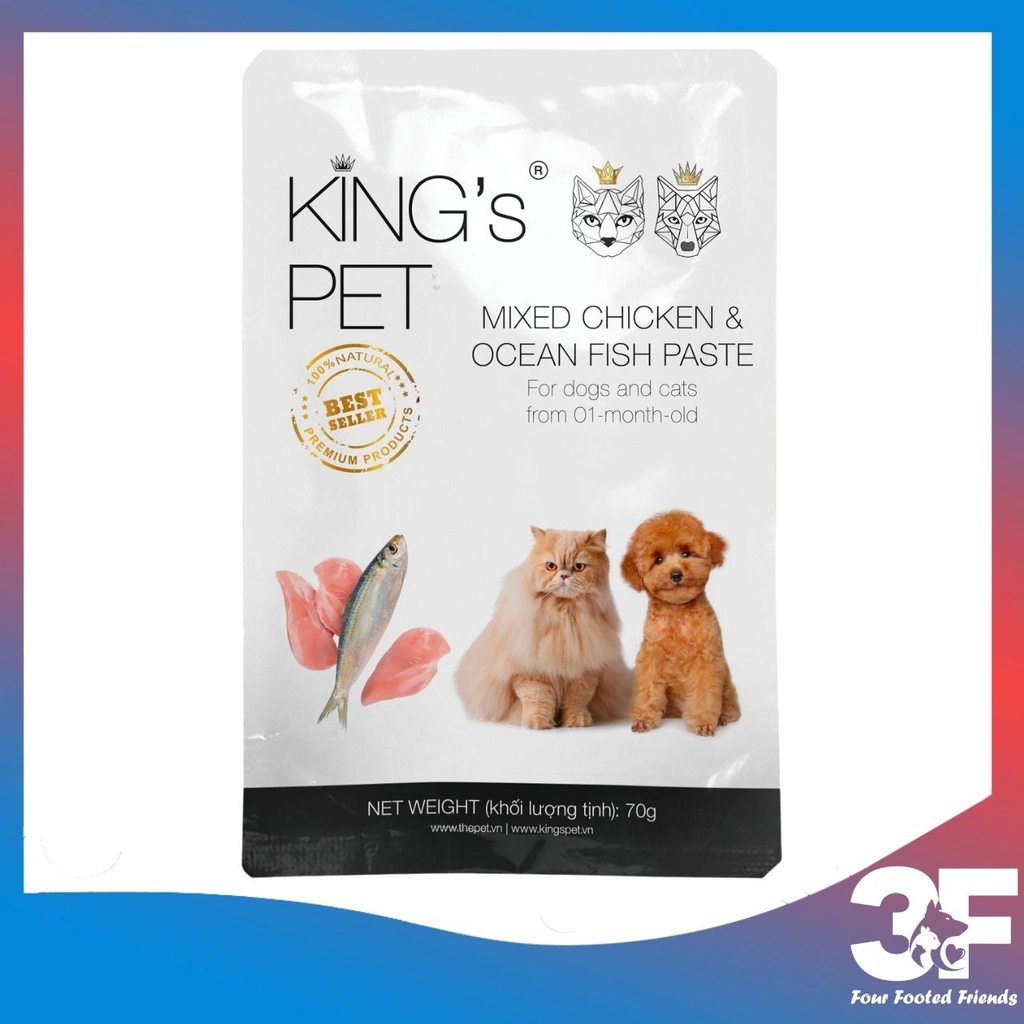 KING's ®
PET
MIXED CHICKEN &
OCEAN FISH PASTE
For dogs and cats
from 01-month-old
100% NATURAL
BEST
SELLER
PREMIUM PRODUCTS
NET WEIGHT (khối lượng tịnh): 70g
www.thepet.vn | www.kingspet.vn
3F
Four Footed Friends